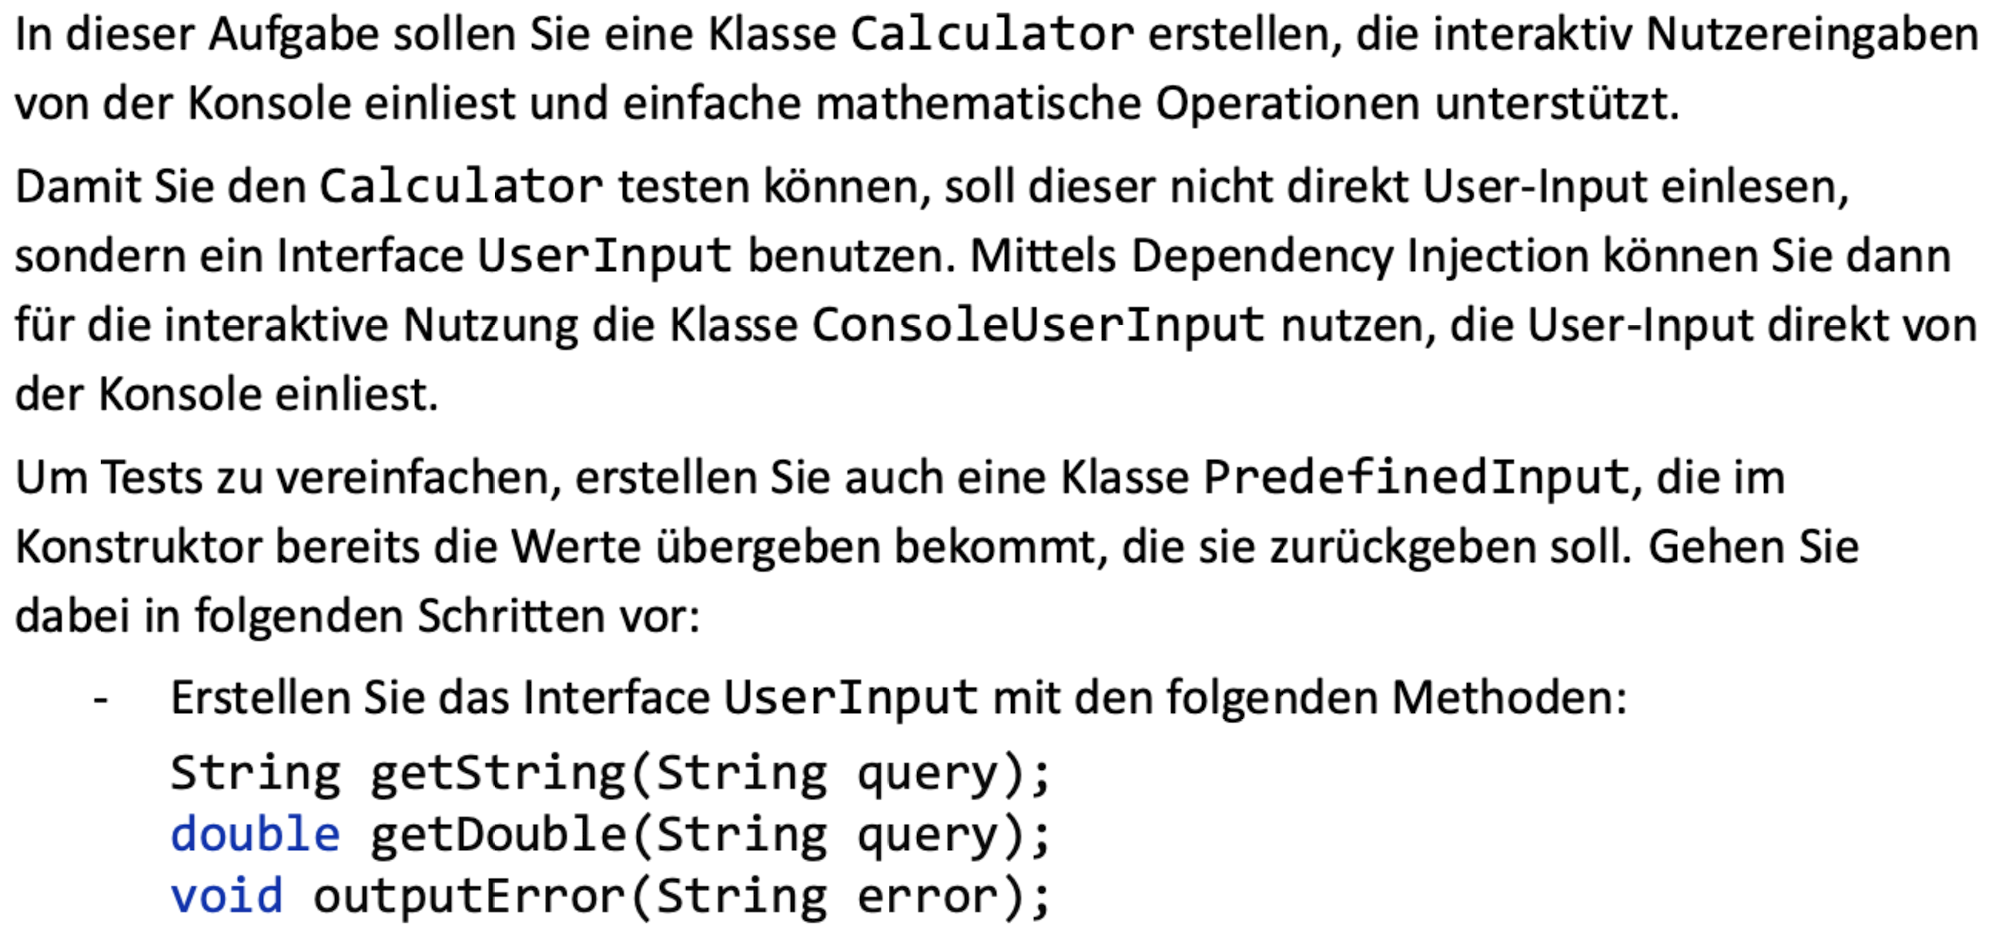 In dieser Aufgabe sollen Sie eine Klasse Calculator erstellen, die interaktiv Nutzereingaben
von der Konsole einliest und einfache mathematische Operationen unterstützt.
Damit Sie den Calculator testen können, soll dieser nicht direkt User-Input einlesen,
sondern ein Interface UserInput benutzen. Mittels Dependency Injection können Sie dann
für die interaktive Nutzung die Klasse ConsoleUserInput nutzen, die User-Input direkt von
der Konsole einliest.
Um Tests zu vereinfachen, erstellen Sie auch eine Klasse PredefinedInput, die im
Konstruktor bereits die Werte übergeben bekommt, die sie zurückgeben soll. Gehen Sie
dabei in folgenden Schritten vor:
- Erstellen Sie das Interface UserInput mit den folgenden Methoden:
String getString(String query);
double getDouble(String query);
void outputError(String error);